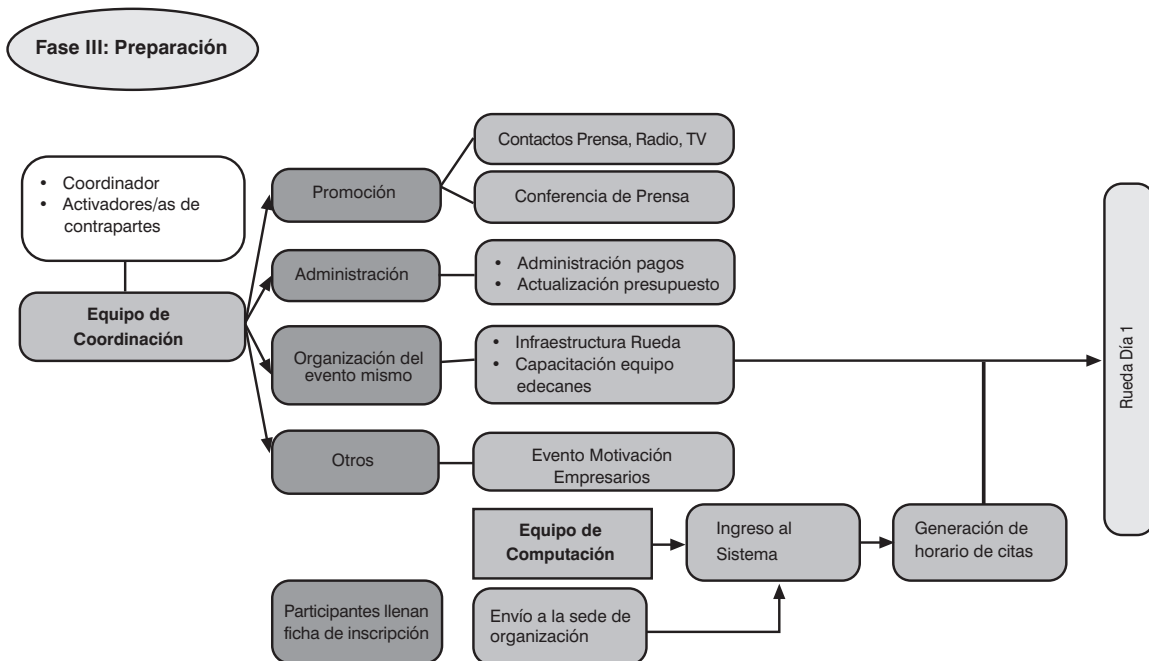 Fase III: Preparación
• Coordinador
• Activadores/as de
contrapartes
Equipo de
Coordinación
Promoción
Contactos Prensa, Radio, TV
Conferencia de Prensa
Administración
• Administración pagos
• Actualización presupuesto
Organización del
evento mismo
• Infraestructura Rueda
• Capacitación equipo
edecanes
Otros
Evento Motivación
Empresarios
Equipo de
Computación
Ingreso al
Sistema
Generación de
horario de citas
Participantes llenan
ficha de inscripción
Envío a la sede de
organización
Rueda Día 1